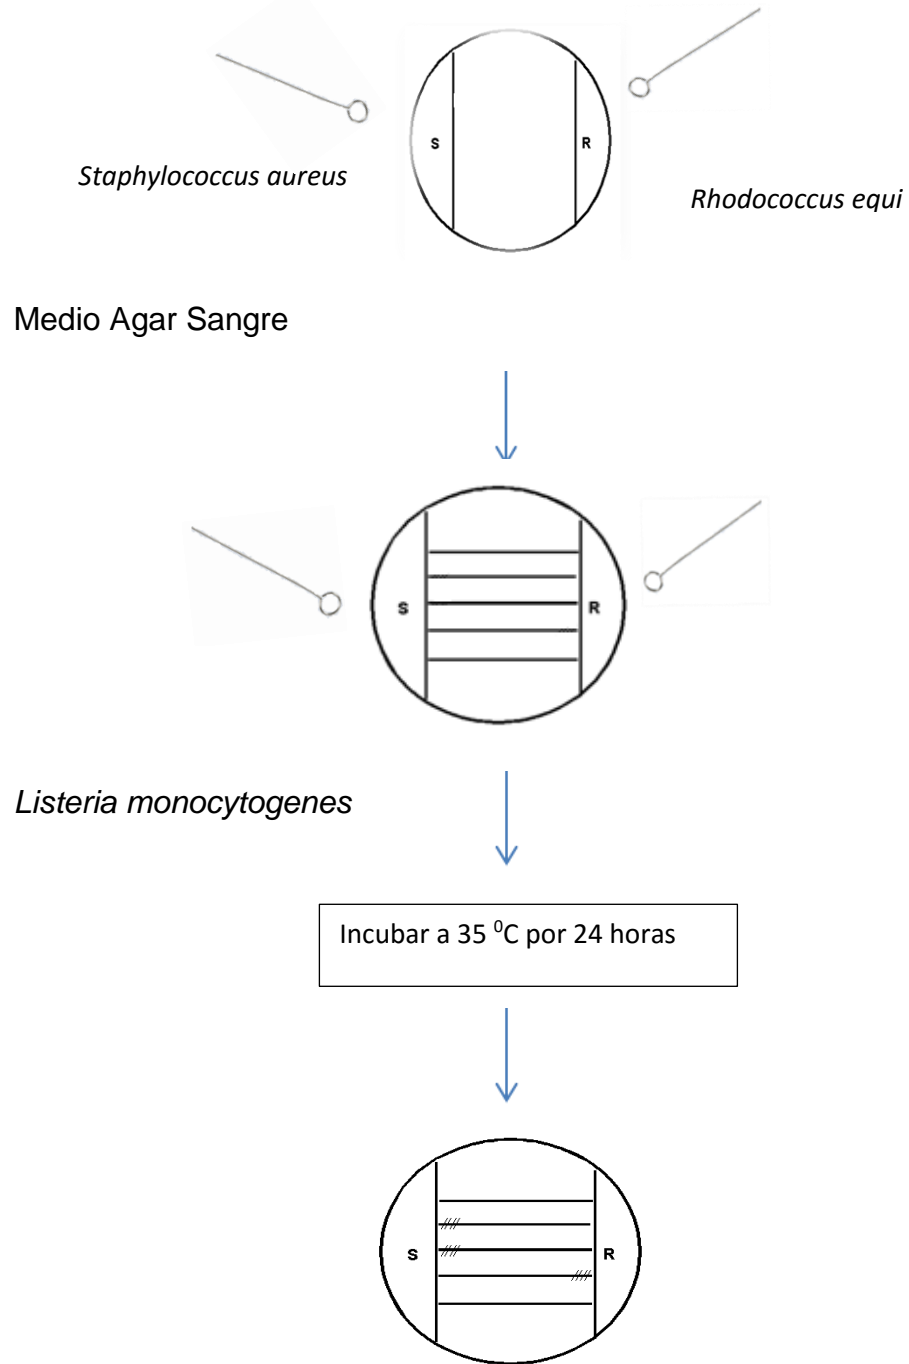 S
R
Staphylococcus aureus
Rhodococcus equi
Medio Agar Sangre
S
R
Listeria monocytogenes
Incubar a 35 ⁰C por 24 horas
S
R